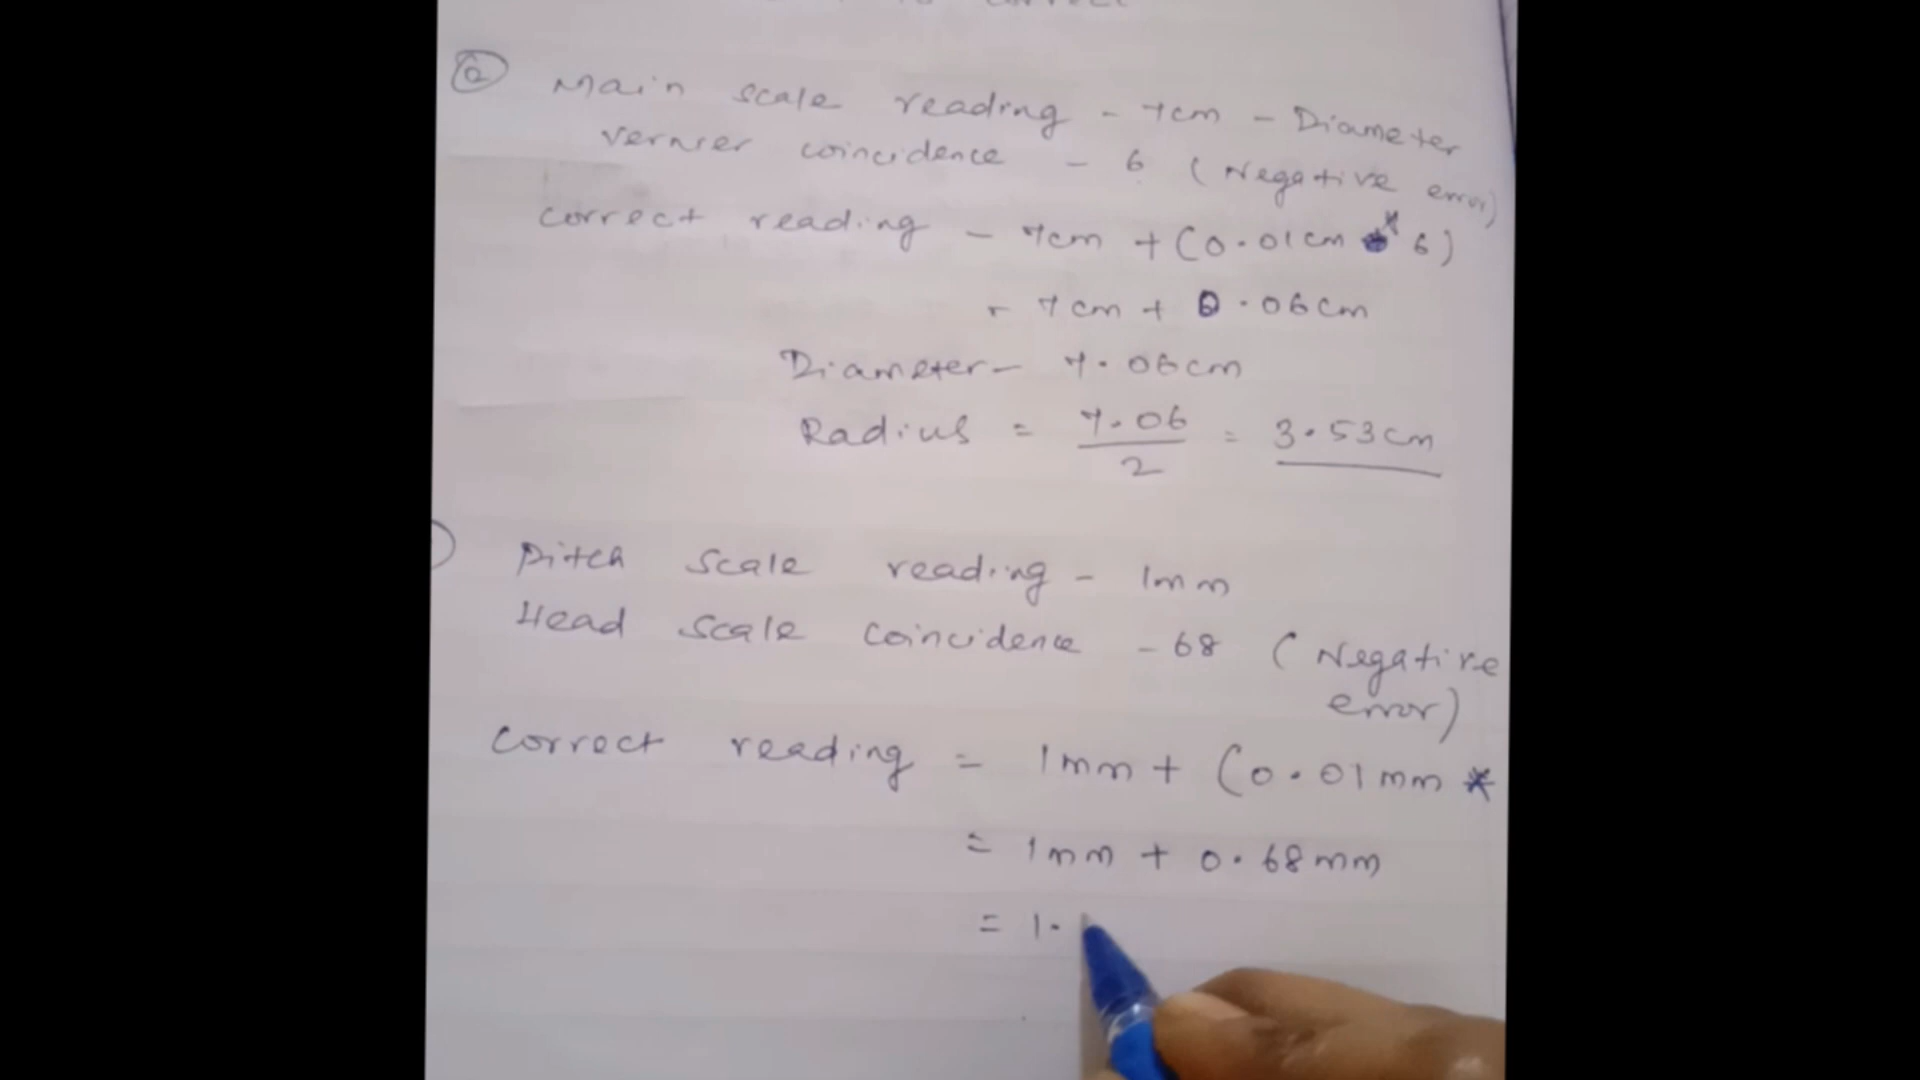 correct
a Main scale reading - 7cm - Diameter
vernier coincidence - 6 (Negative error)
correct reading - 7cm + (0.01cm * 6)
= 7cm + 0.06cm
Diameter - 7.06cm
Radius = 7.06/2 = 3.53cm
) Pitch scale reading - 1mm
Head scale coincidence - 68 (Negative
error)
correct reading = 1mm + (0.01mm *
= 1mm + 0.68mm
= 1.